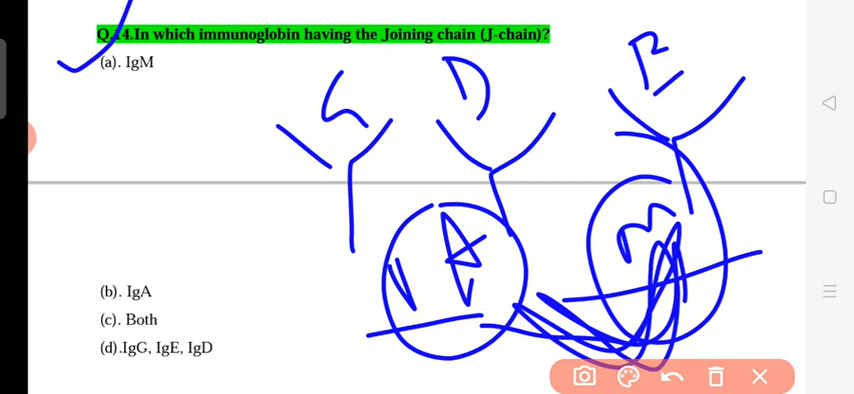 Q.14.In which immunoglobin having the Joining chain (J-chain)?
(a). IgM
G D E
A M
(b). IgA
(c). Both
(d).IgG, IgE, IgD